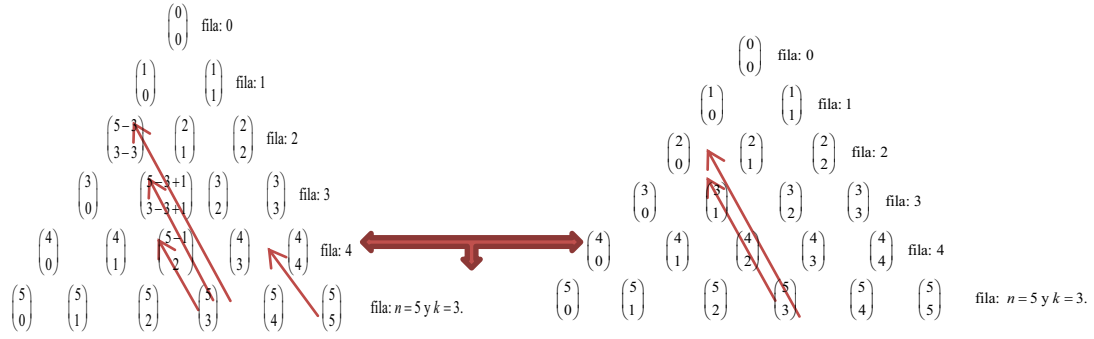 (0 0) fila: 0
(1 0) (1 1) fila: 1
(5−3 3−3) (2 1) (2 2) fila: 2
(3 0) (5−3+1 3−3+1) (3 2) (3 3) fila: 3
(4 0) (4 1) (5−1 2) (4 3) (4 4) fila: 4
(5 0) (5 1) (5 2) (5 3) (5 4) (5 5) fila: n = 5 y k = 3.
(0 0) fila: 0
(1 0) (1 1) fila: 1
(2 0) (2 1) (2 2) fila: 2
(3 0) (3 1) (3 2) (3 3) fila: 3
(4 0) (4 1) (4 2) (4 3) (4 4) fila: 4
(5 0) (5 1) (5 2) (5 3) (5 4) (5 5) fila: n = 5 y k = 3.